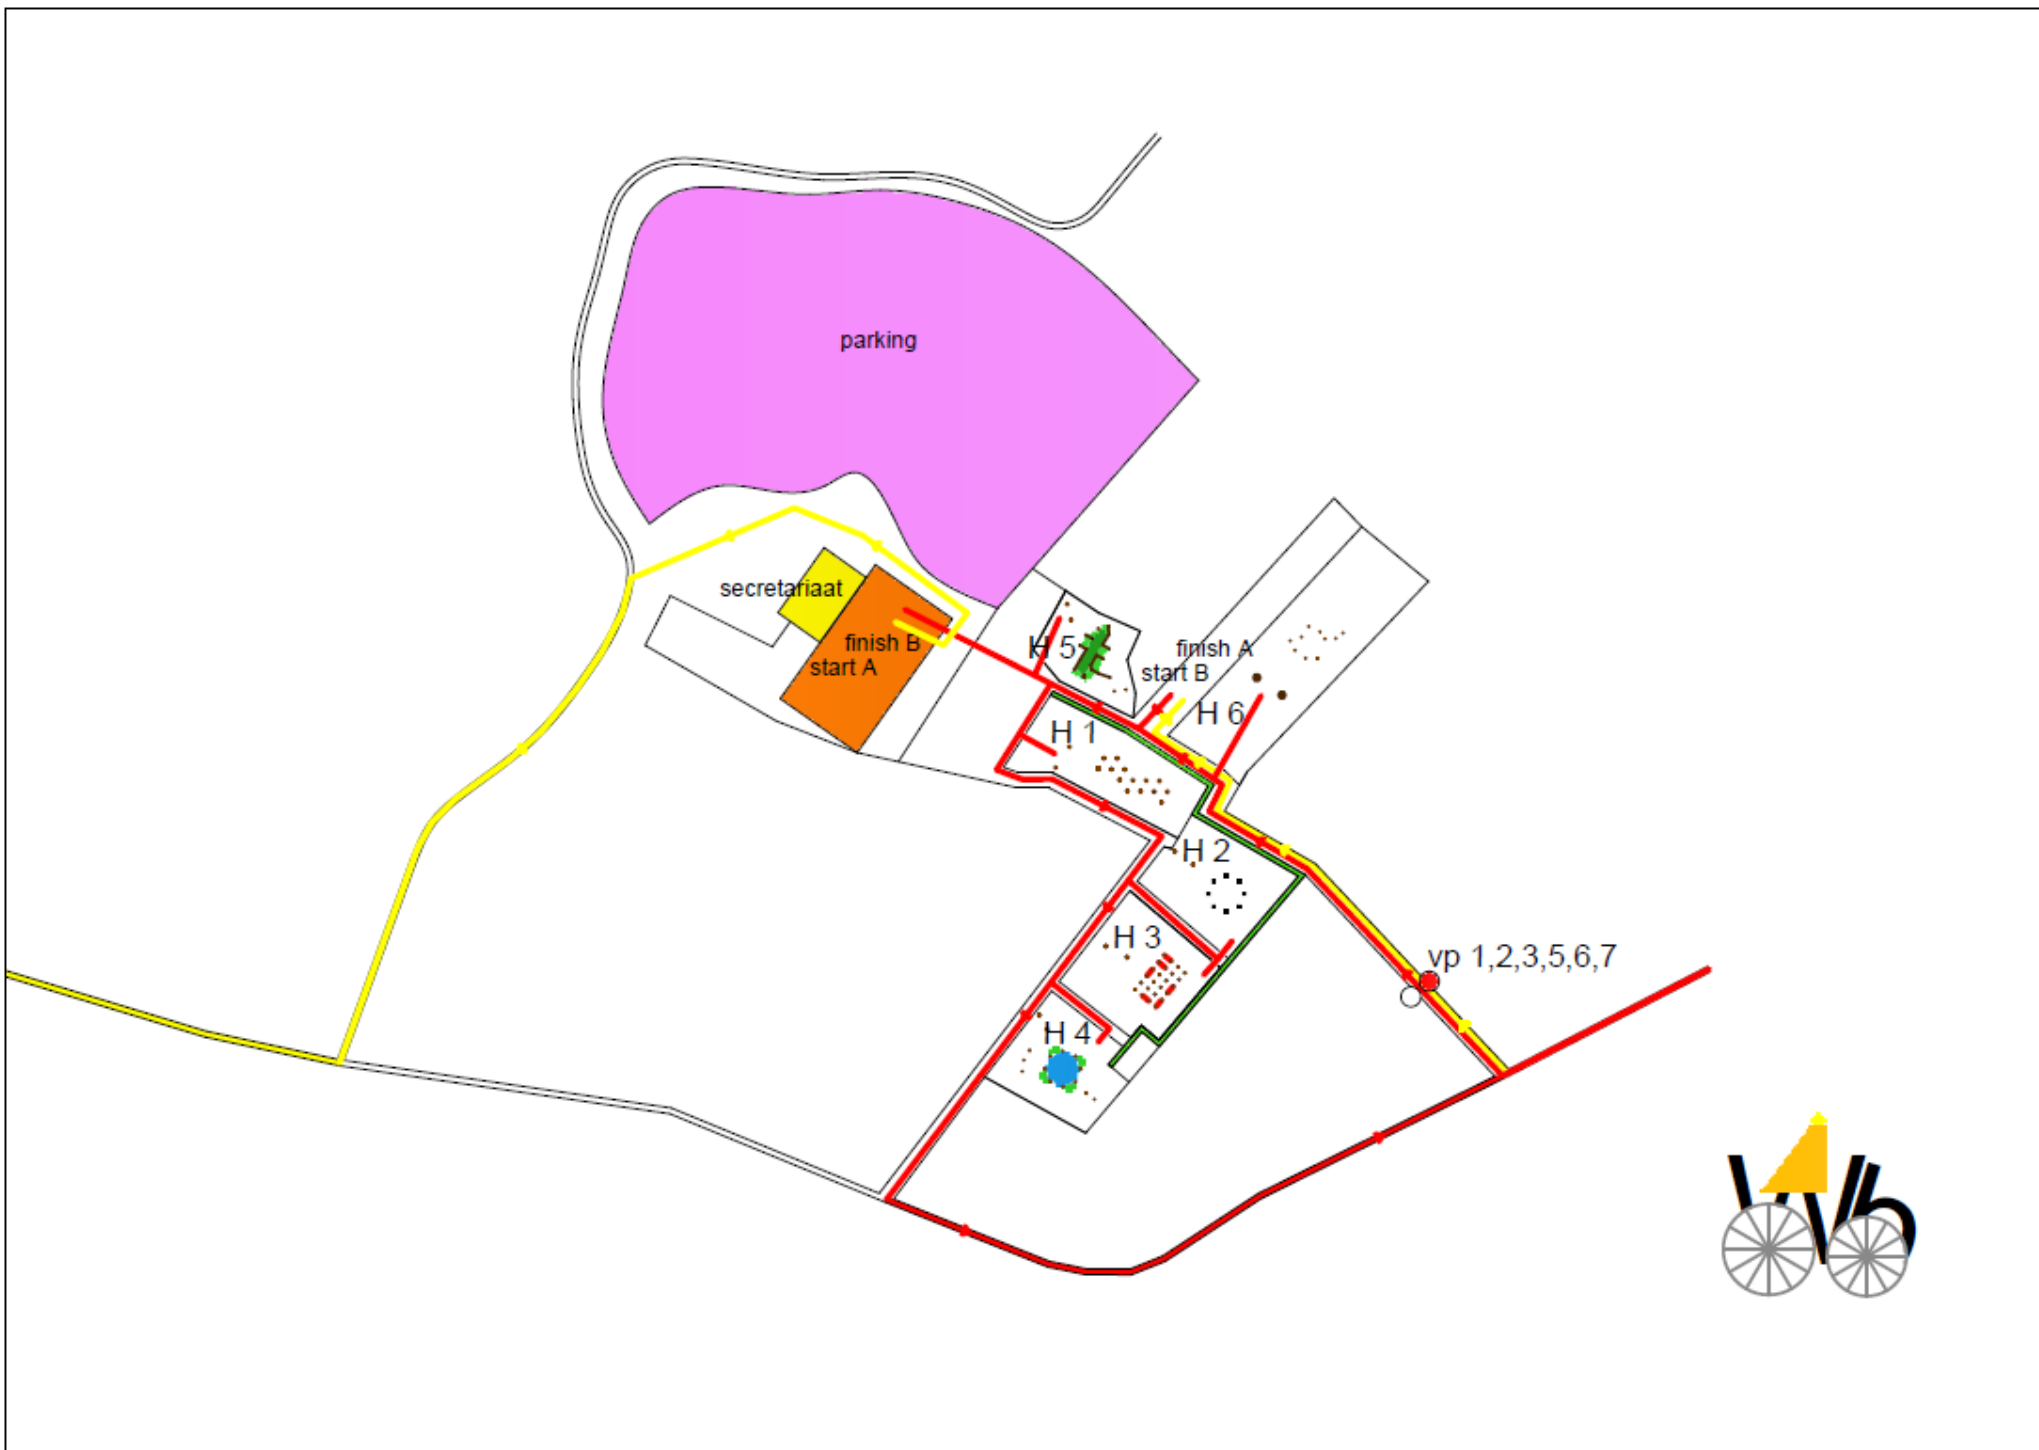 parking
secretariaat
finish B
start A
H 5
finish A
start B
H 6
H 1
H 2
H 3
vp 1,2,3,5,6,7
H 4